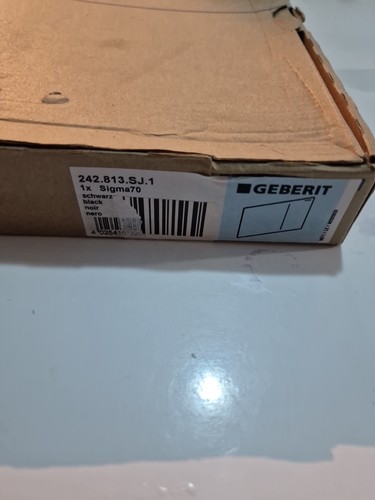 242.813.SJ.1
1x Sigma70
schwarz
black
noir
nero
GEBERIT